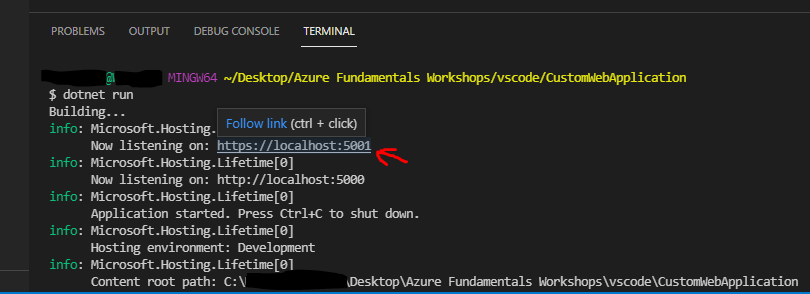 PROBLEMS OUTPUT DEBUG CONSOLE TERMINAL
@ MINGW64 ~/Desktop/Azure Fundamentals Workshops/vscode/CustomWebApplication
$ dotnet run
Building...
Follow link (ctrl + click)
info: Microsoft.Hosting.
Now listening on: https://localhost:5001
info: Microsoft.Hosting.Lifetime[0]
Now listening on: http://localhost:5000
info: Microsoft.Hosting.Lifetime[0]
Application started. Press Ctrl+C to shut down.
info: Microsoft.Hosting.Lifetime[0]
Hosting environment: Development
info: Microsoft.Hosting.Lifetime[0]
Content root path: C:\ \Desktop\Azure Fundamentals Workshops\vscode\CustomWebApplication